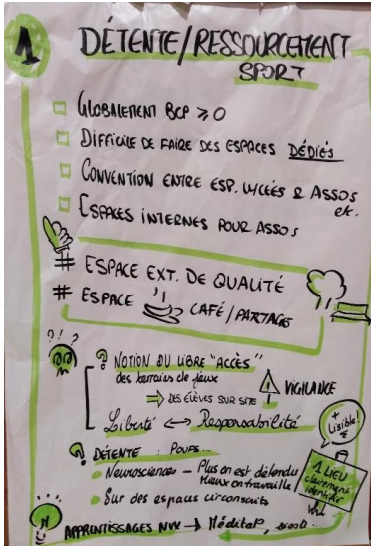 1 DÉTENTE/RESSOURCEMENT
SPORT
GLOBALEMENT BCP ≥ 0
DIFFICILE DE FAIRE DES ESPACES DÉDIÉS
CONVENTION ENTRE ESP. LYCÉES & ASSOS
etc.
ESPACES INTERNES POUR ASSOS
# ESPACE EXT. DE QUALITÉ
# ESPACE CAFÉ/PARTAGE
?!?
? NOTION DU LIBRE "ACCÈS"
des terrains de jeux
⇒ DES ÉLÈVES SUR SITE
! VIGILANCE
Liberté ↔ Responsabilité
+ Lisible!
? DÉTENTE : POUFS...
Neurosciences – Plus on est détendu
mieux on travaille
Sur des espaces circonscrits
1 LIEU
clairement
identifié
APPRENTISSAGES → Méditat°,